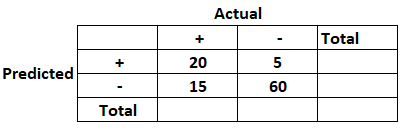 Actual
+ - Total
Predicted
+ 20 5
- 15 60
Total